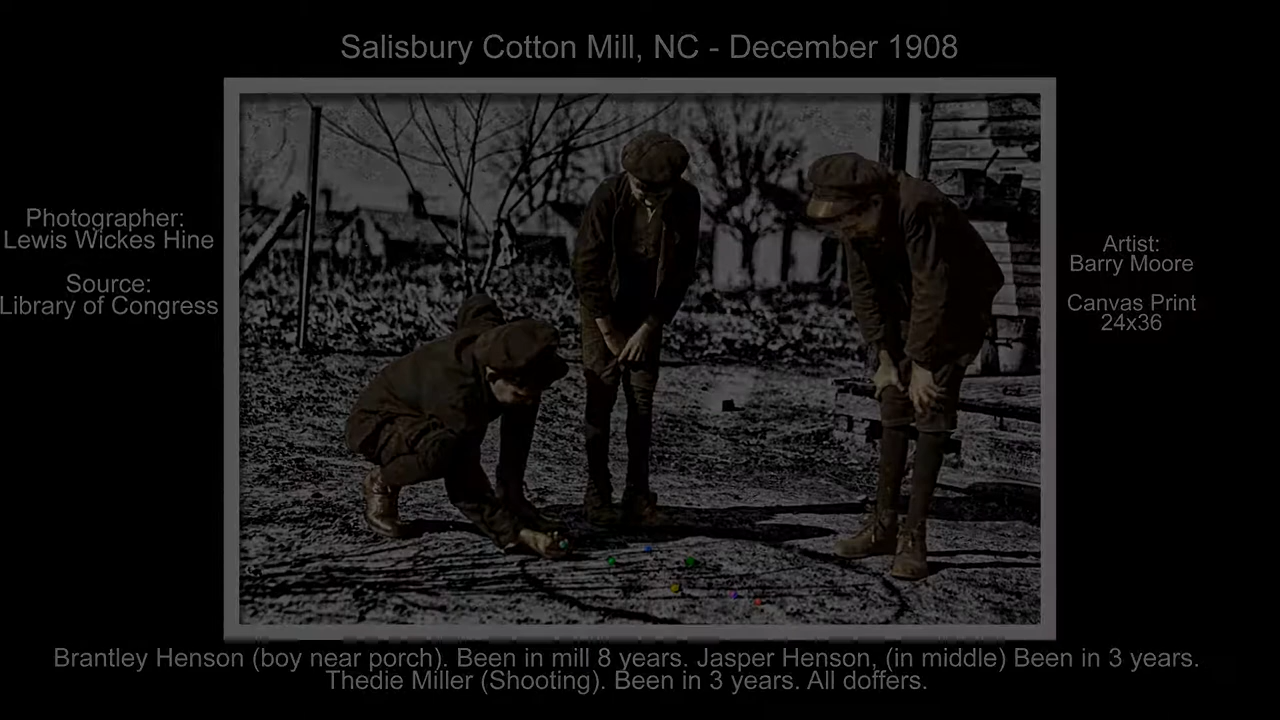 Salisbury Cotton Mill, NC - December 1908
Photographer:
Lewis Wickes Hine
Source:
Library of Congress
Artist:
Barry Moore
Canvas Print
24x36
Brantley Henson (boy near porch). Been in mill 8 years. Jasper Henson, (in middle) Been in 3 years.
Thedie Miller (Shooting). Been in 3 years. All doffers.